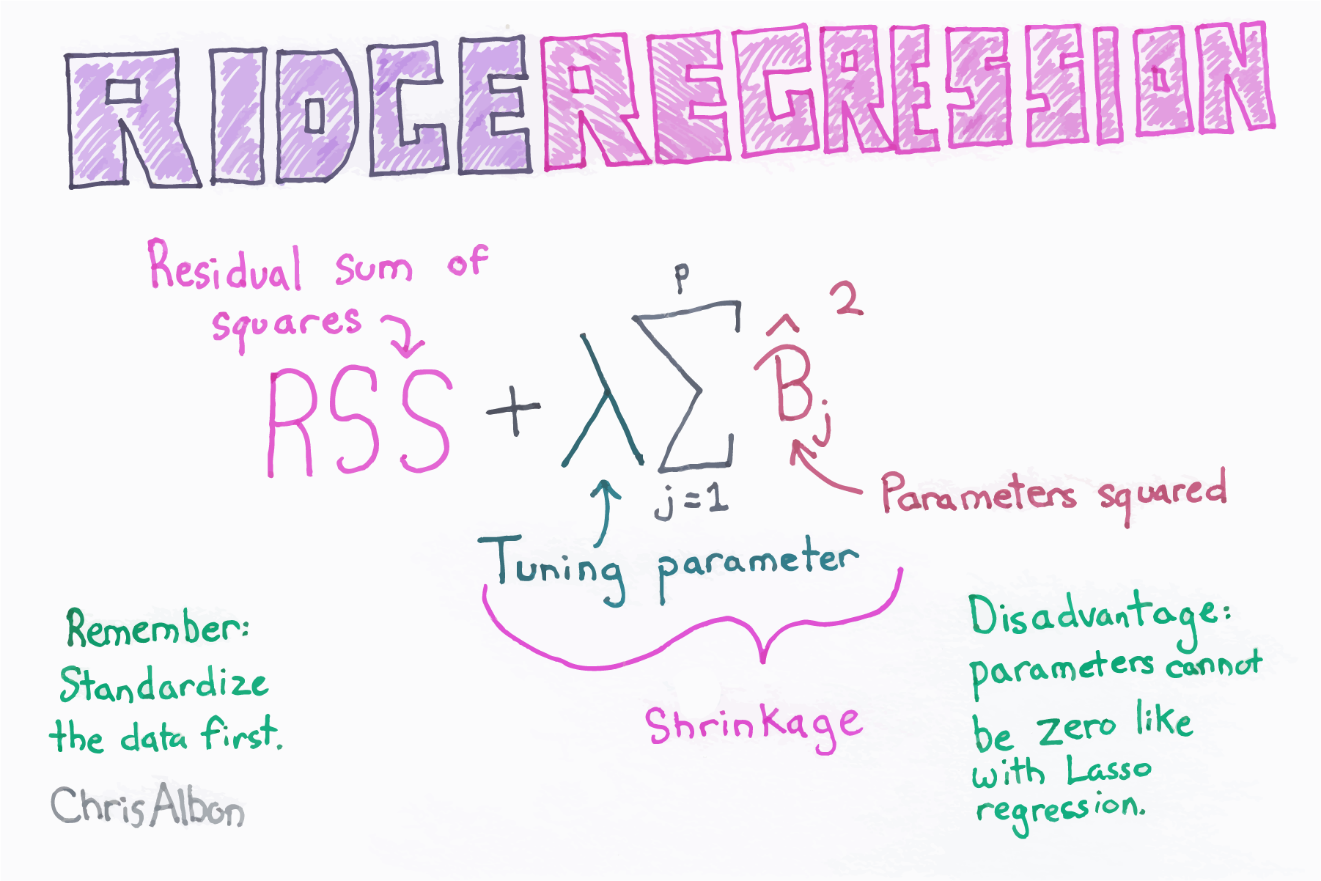 RIDGE REGRESSION
Residual sum of
squares
RSS + λ ∑ B̂j²
p
j=1
Parameters squared
Tuning parameter
Shrinkage
Remember:
Standardize
the data first.
Disadvantage:
parameters cannot
be zero like
with Lasso
regression.
Chris Albon